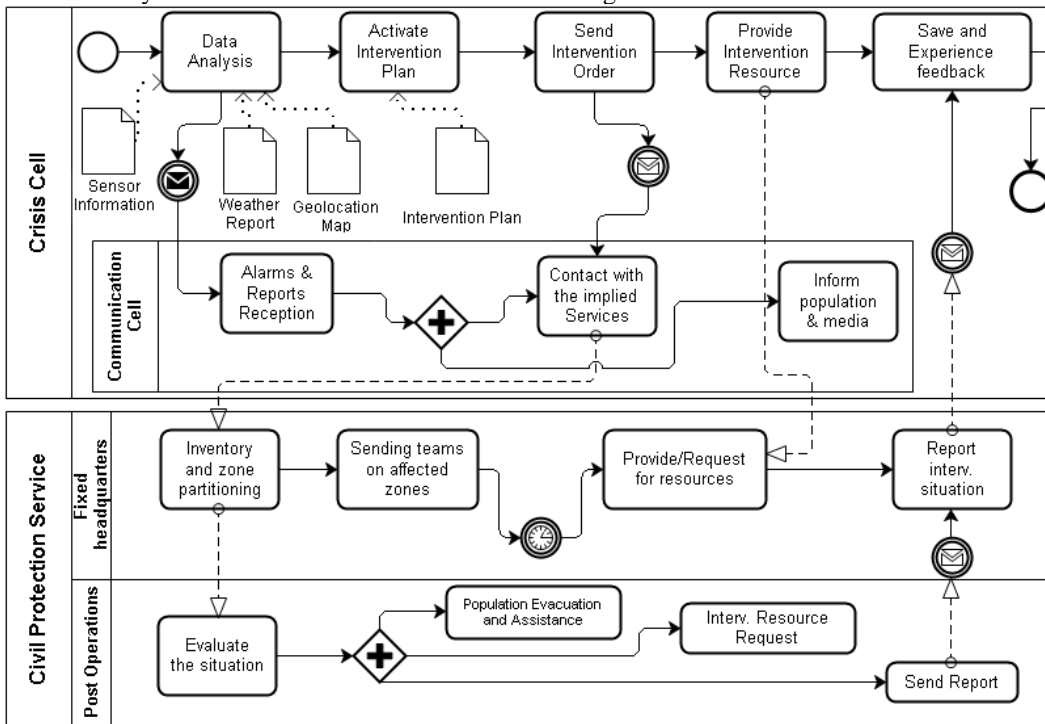 Data
Analysis
Activate
Intervention
Plan
Send
Intervention
Order
Provide
Intervention
Resource
Save and
Experience
feedback
Crisis Cell
Sensor
Information
Weather
Report
Geolocation
Map
Intervention Plan
Communication
Cell
Alarms &
Reports
Reception
Contact with
the implied
Services
Inform
population
& media
Civil Protection Service
Fixed
headquarters
Inventory
and zone
partitioning
Sending teams
on affected
zones
Provide/Request
for resources
Report
interv.
situation
Post Operations
Evaluate
the situation
Population Evacuation
and Assistance
Interv. Resource
Request
Send Report